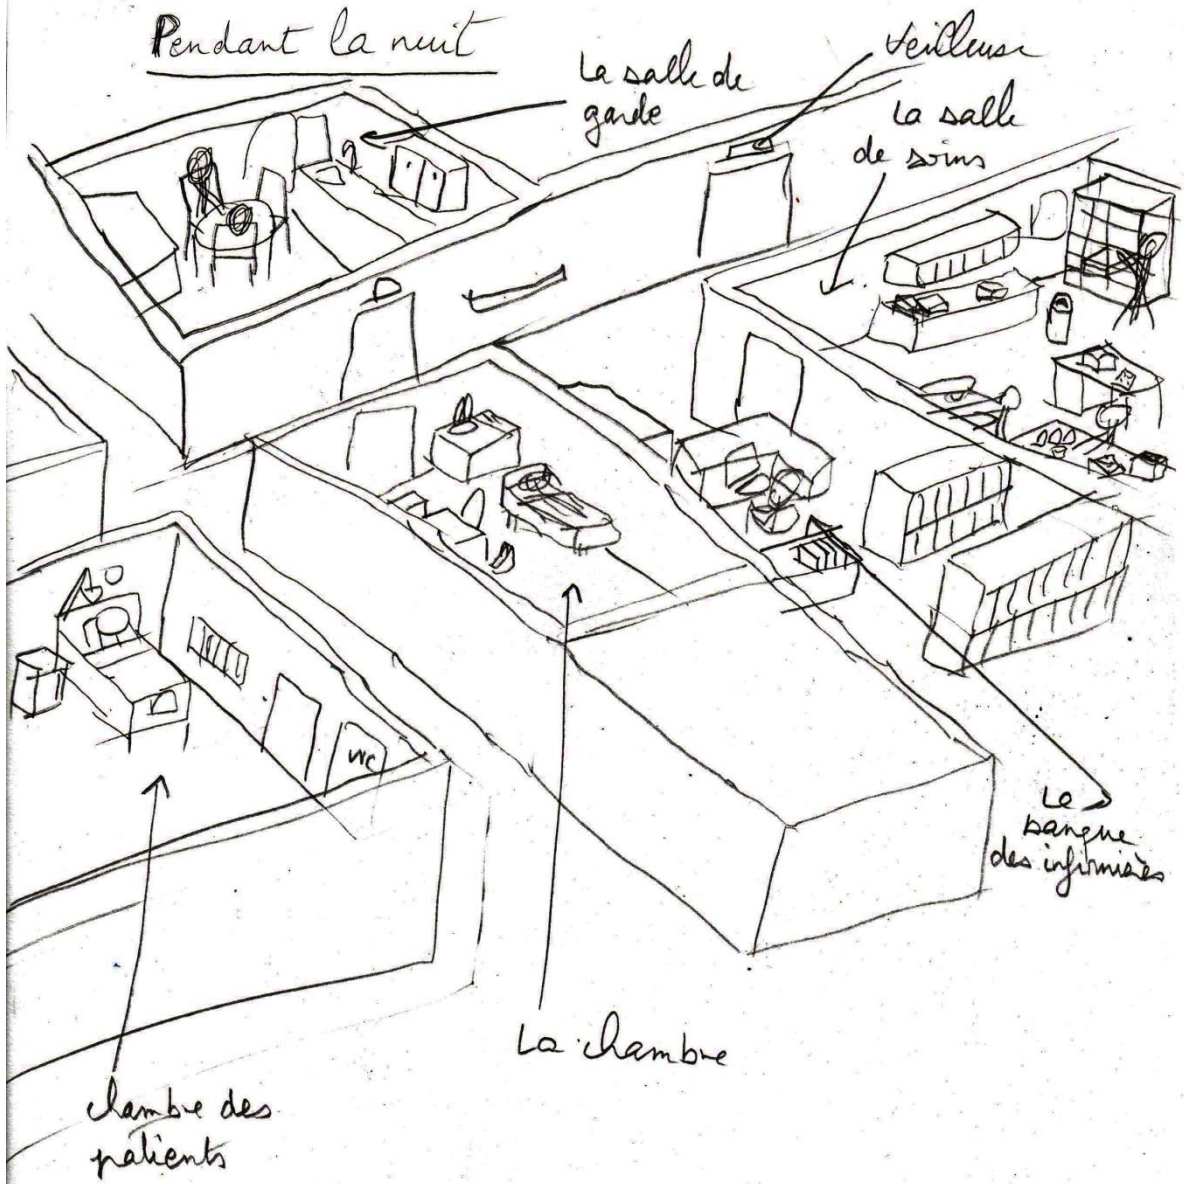 Pendant la nuit
La salle de
garde
veilleuse
La salle
de soins
WC
La
banque
des infirmières
La chambre
chambre des
patients